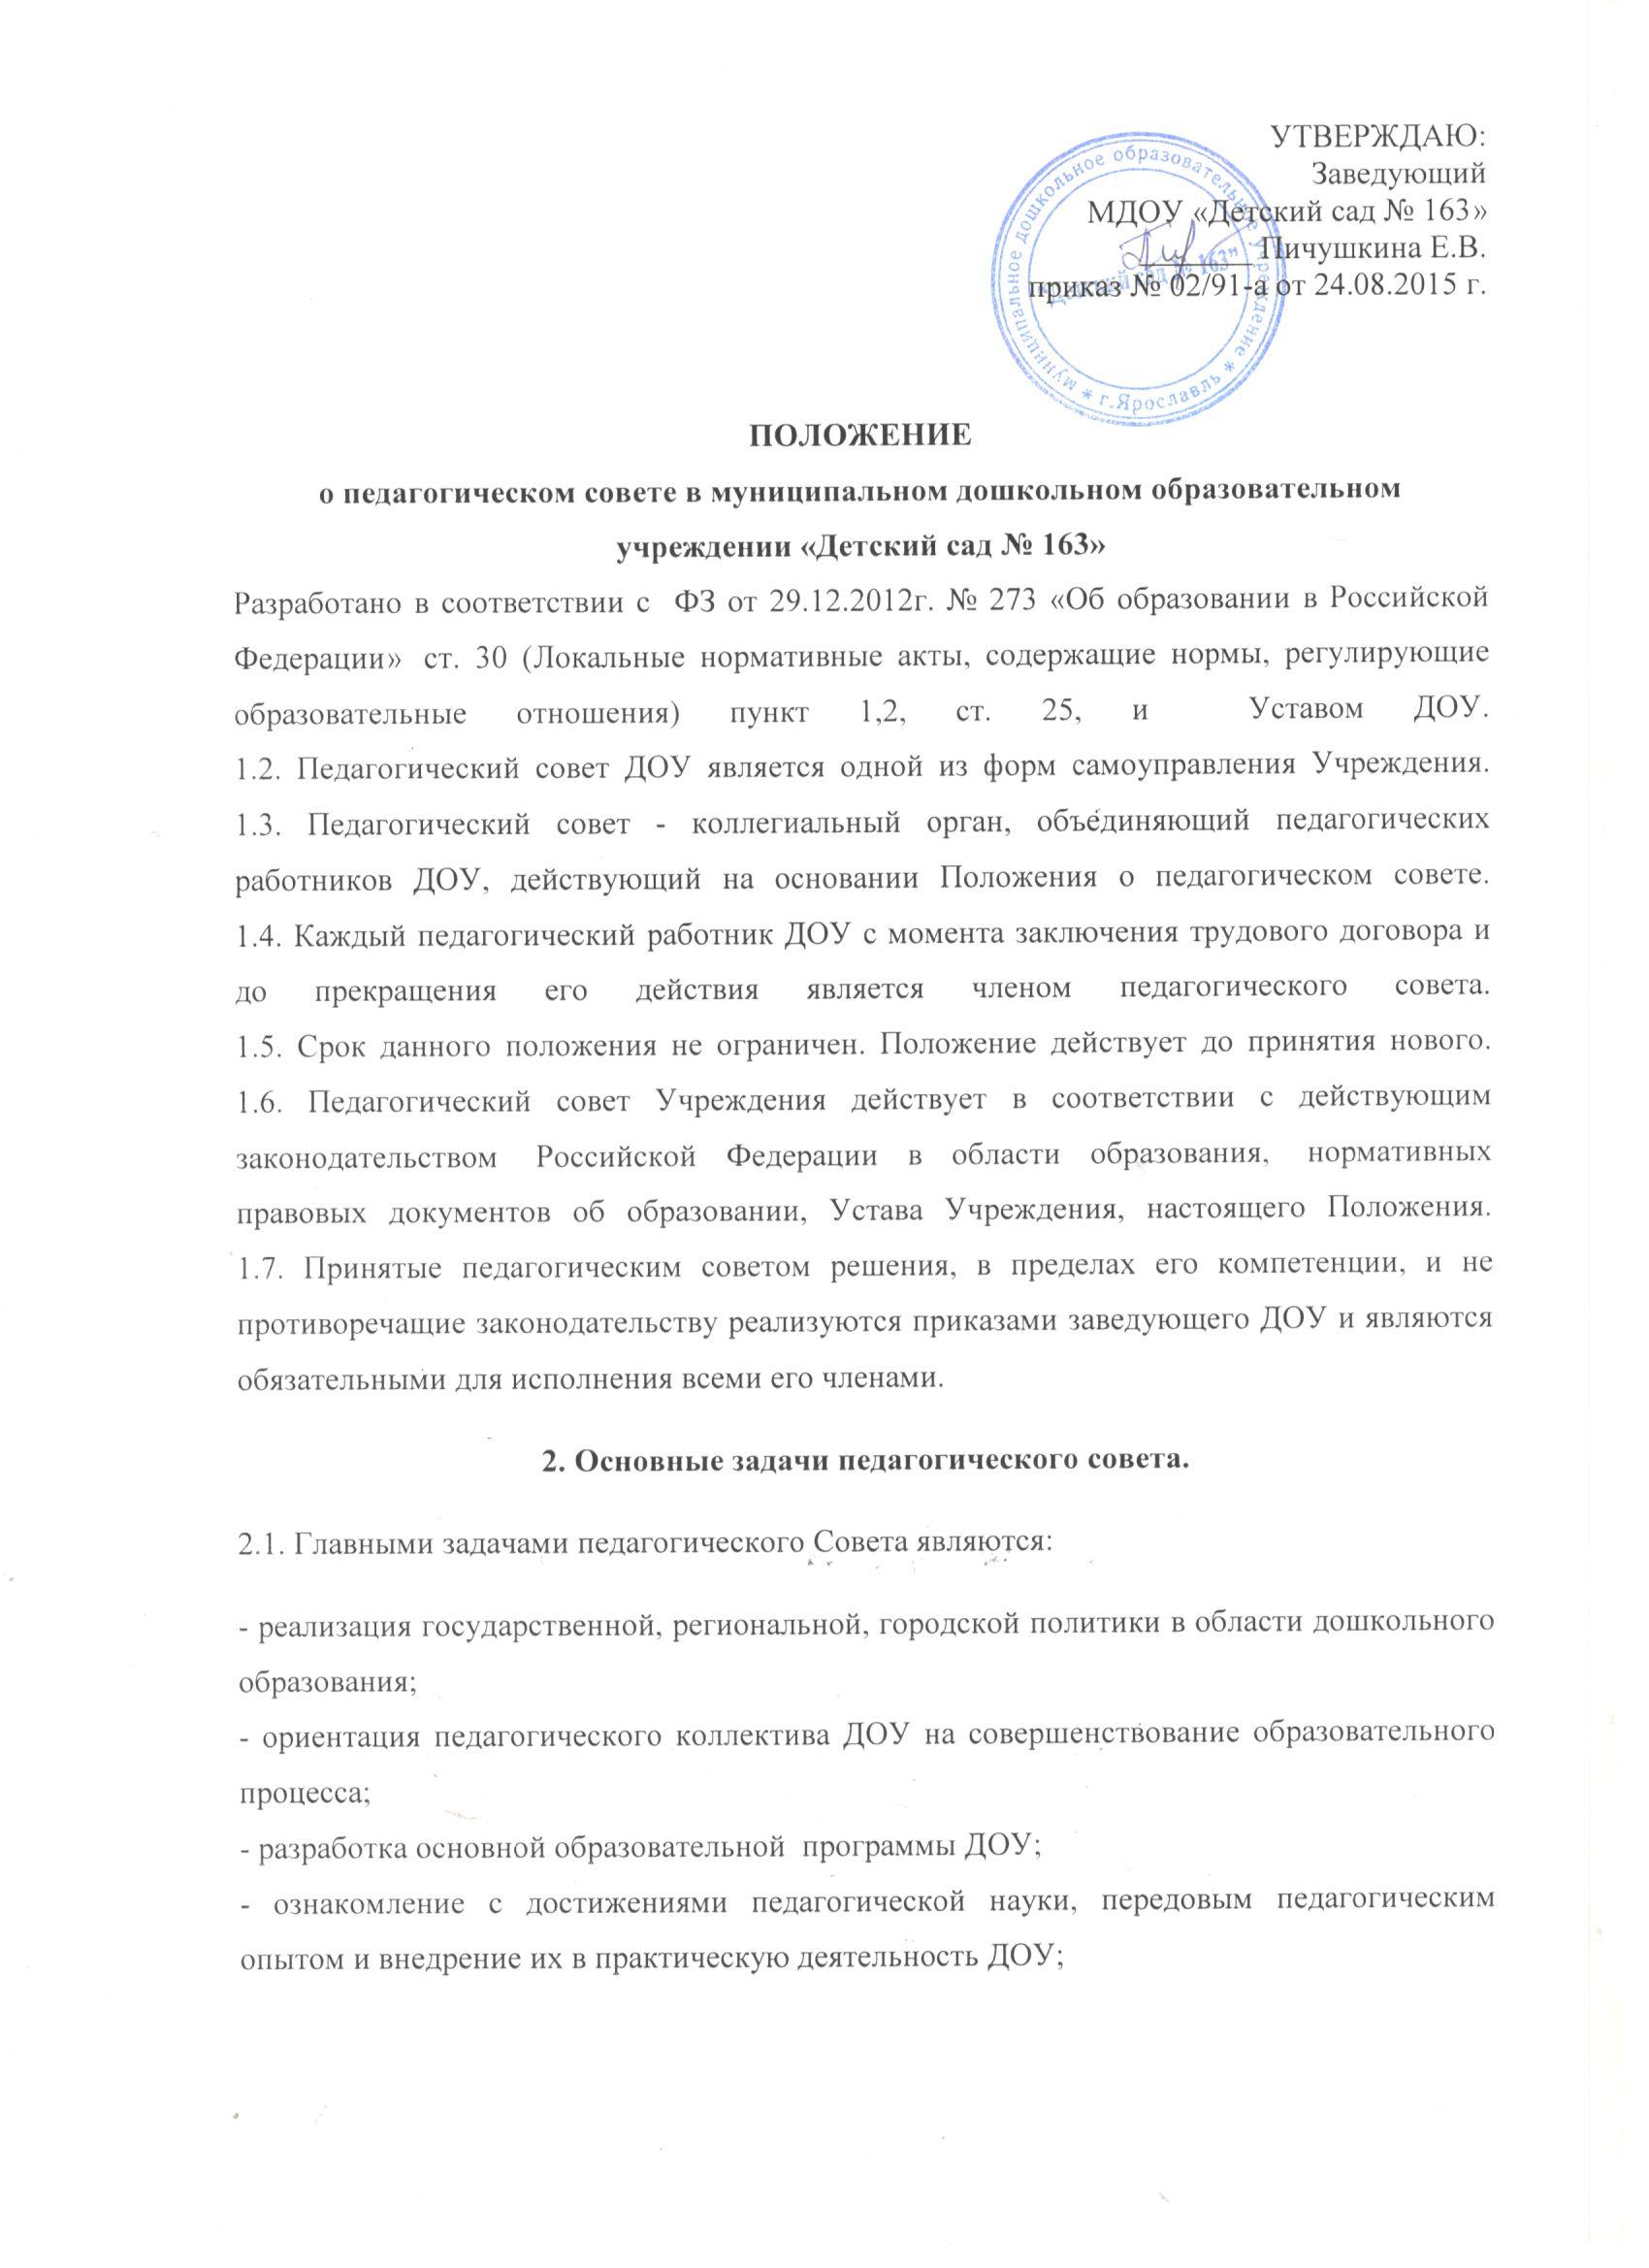 УТВЕРЖДАЮ:
Заведующий
МДОУ «Детский сад № 163»
Пичушкина Е.В.
приказ № 02/91-а от 24.08.2015 г.
* муниципальное дошкольное образовательное учреждение * г.Ярославль
"Детский сад № 163"
ПОЛОЖЕНИЕ
о педагогическом совете в муниципальном дошкольном образовательном
учреждении «Детский сад № 163»
Разработано в соответствии с ФЗ от 29.12.2012г. № 273 «Об образовании в Российской
Федерации» ст. 30 (Локальные нормативные акты, содержащие нормы, регулирующие
образовательные отношения) пункт 1,2, ст. 25, и Уставом ДОУ.
1.2. Педагогический совет ДОУ является одной из форм самоуправления Учреждения.
1.3. Педагогический совет - коллегиальный орган, объединяющий педагогических
работников ДОУ, действующий на основании Положения о педагогическом совете.
1.4. Каждый педагогический работник ДОУ с момента заключения трудового договора и
до прекращения его действия является членом педагогического совета.
1.5. Срок данного положения не ограничен. Положение действует до принятия нового.
1.6. Педагогический совет Учреждения действует в соответствии с действующим
законодательством Российской Федерации в области образования, нормативных
правовых документов об образовании, Устава Учреждения, настоящего Положения.
1.7. Принятые педагогическим советом решения, в пределах его компетенции, и не
противоречащие законодательству реализуются приказами заведующего ДОУ и являются
обязательными для исполнения всеми его членами.
2. Основные задачи педагогического совета.
2.1. Главными задачами педагогического Совета являются:
- реализация государственной, региональной, городской политики в области дошкольного
образования;
- ориентация педагогического коллектива ДОУ на совершенствование образовательного
процесса;
- разработка основной образовательной программы ДОУ;
- ознакомление с достижениями педагогической науки, передовым педагогическим
опытом и внедрение их в практическую деятельность ДОУ;